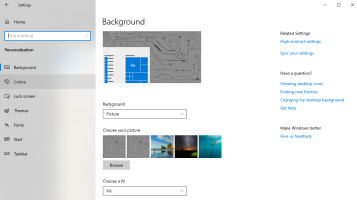 Settings
Home
Find a setting
Personalization
Background
Colors
Lock screen
Themes
Fonts
Start
Taskbar
Background
Aa
Background
Picture
Choose your picture
Browse
Choose a fit
Fill
Related Settings
High contrast settings
Sync your settings
Have a question?
Showing desktop icons
Finding new themes
Changing my desktop background
Get help
Make Windows better
Give us feedback